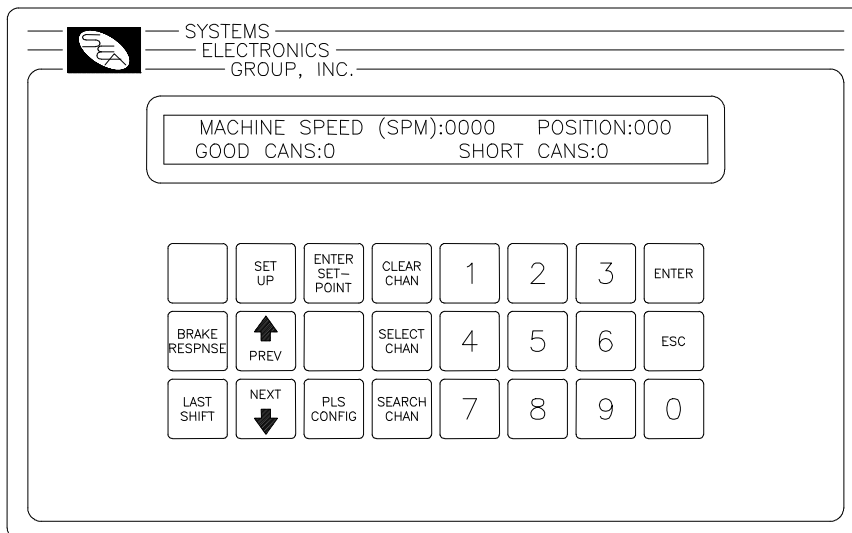 SYSTEMS
ELECTRONICS
GROUP, INC.
MACHINE SPEED (SPM):0000 POSITION:000
GOOD CANS:0 SHORT CANS:0
SET
UP
ENTER
SET-
POINT
CLEAR
CHAN
1
2
3
ENTER
BRAKE
RESPNSE
PREV
SELECT
CHAN
4
5
6
ESC
LAST
SHIFT
NEXT
PLS
CONFIG
SEARCH
CHAN
7
8
9
0